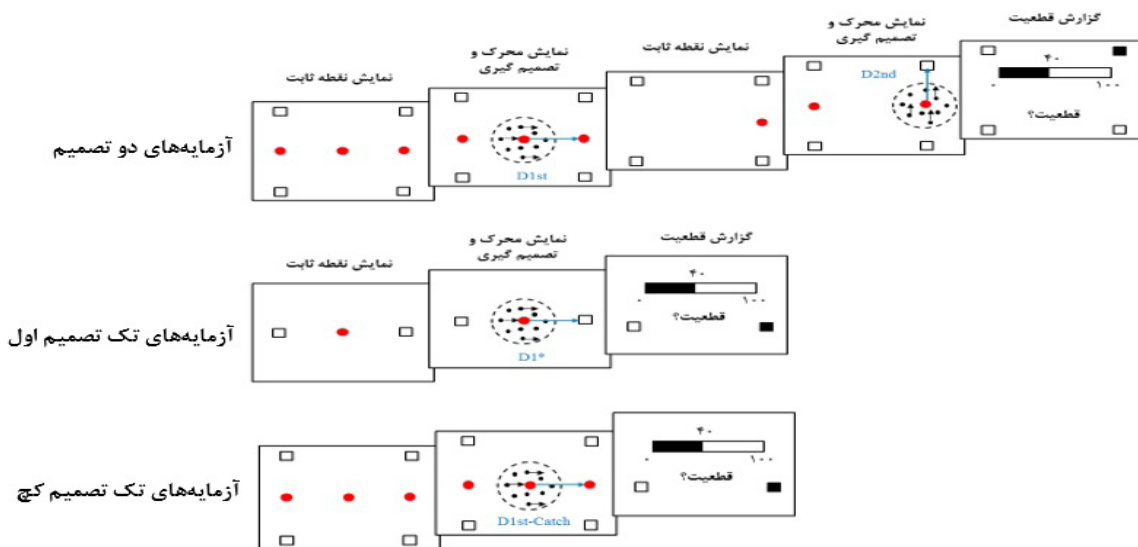 آزمایه‌های دو تصمیم
نمایش نقطه ثابت
نمایش محرک و
تصمیم گیری
D1st
نمایش نقطه ثابت
نمایش محرک و
تصمیم گیری
D2nd
گزارش قطعیت
۴۰
۰ ۱۰۰
قطعیت؟
آزمایه‌های تک تصمیم اول
نمایش نقطه ثابت
نمایش محرک و
تصمیم گیری
D1*
گزارش قطعیت
۴۰
۰ ۱۰۰
قطعیت؟
آزمایه‌های تک تصمیم کچ
D1st-Catch
۴۰
۰ ۱۰۰
قطعیت؟